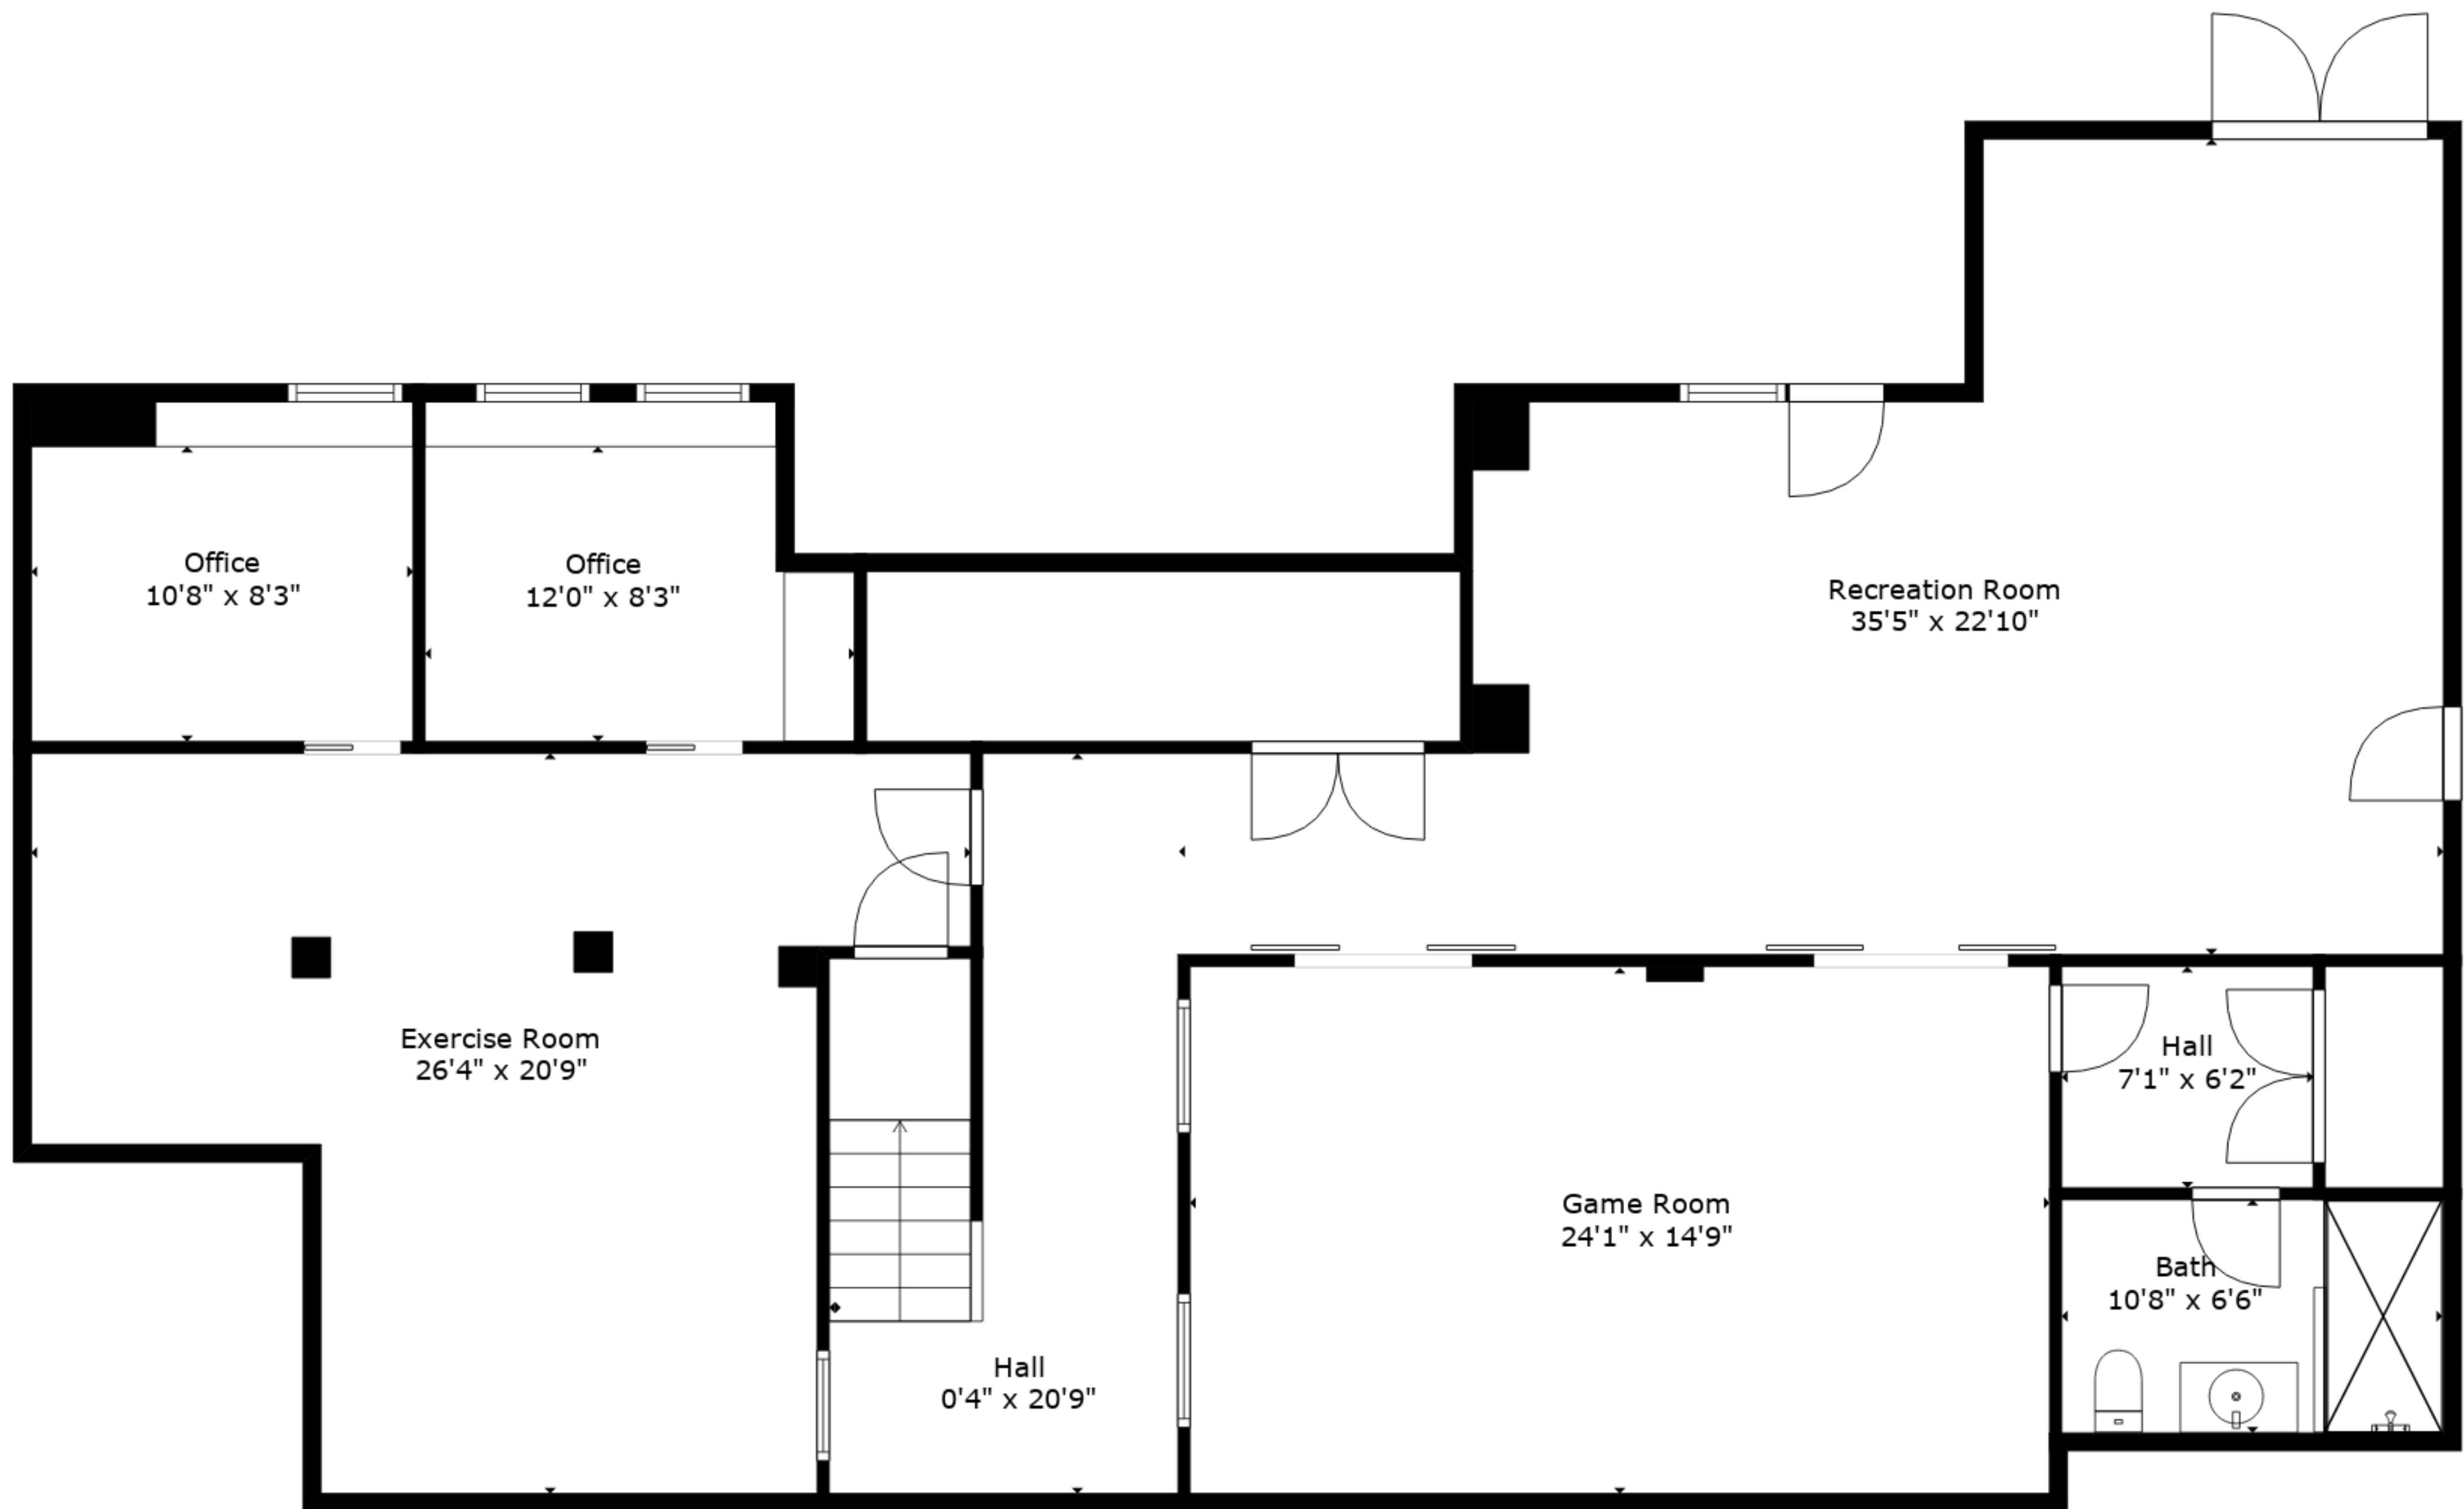 Office
10'8" x 8'3"
Office
12'0" x 8'3"
Recreation Room
35'5" x 22'10"
Exercise Room
26'4" x 20'9"
Hall
7'1" x 6'2"
Game Room
24'1" x 14'9"
Bath
10'8" x 6'6"
Hall
0'4" x 20'9"